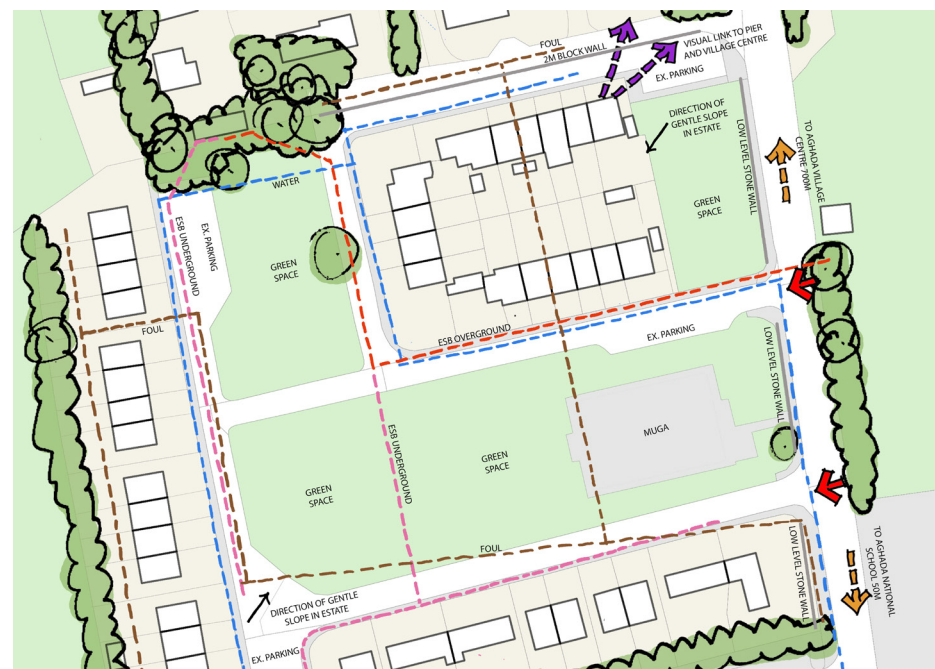 FOUL
2M BLOCK WALL
VISUAL LINK TO PIER
AND VILLAGE CENTRE
EX. PARKING
DIRECTION OF
GENTLE SLOPE
IN ESTATE
LOW LEVEL STONE WALL
TO AGHADA VILLAGE
CENTRE 700M
GREEN
SPACE
WATER
EX. PARKING
ESB UNDERGROUND
GREEN
SPACE
FOUL
ESB OVERGROUND
EX. PARKING
LOW LEVEL STONE WALL
MUGA
ESB UNDERGROUND
GREEN
SPACE
GREEN
SPACE
FOUL
LOW LEVEL STONE WALL
TO AGHADA NATIONAL
SCHOOL 50M
DIRECTION OF GENTLE
SLOPE IN ESTATE
EX. PARKING